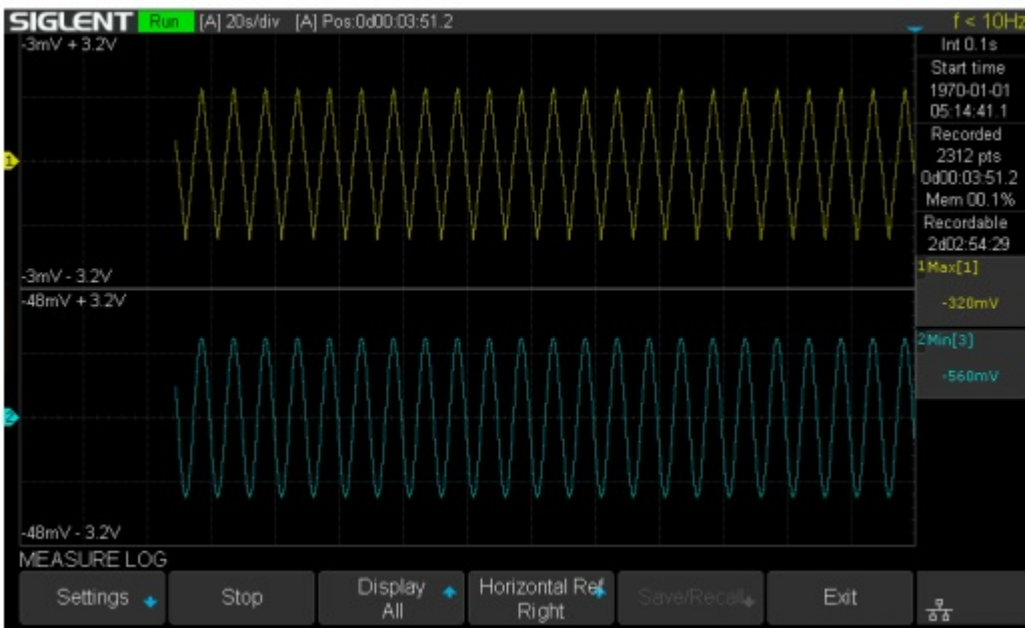 SIGLENT Run [A] 20s/div [A] Pos:0d00:03:51.2 f < 10Hz
-3mV + 3.2V
Int 0.1s
Start time
1970-01-01
05:14:41.1
Recorded
2312 pts
0d00:03:51.2
Mem 00.1%
Recordable
2d02:54:29
1
-3mV - 3.2V
1Max[1]
-320mV
-48mV + 3.2V
2Min[3]
-560mV
2
-48mV - 3.2V
MEASURE LOG
Settings
Stop
Display
All
Horizontal Ref
Right
Save/Recall
Exit